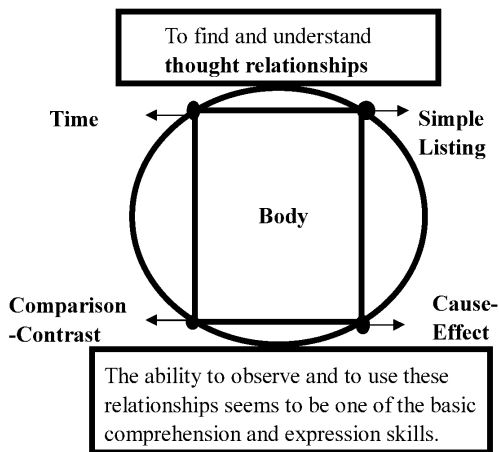 To find and understand
thought relationships
Time
Simple
Listing
Body
Comparison
-Contrast
Cause-
Effect
The ability to observe and to use these
relationships seems to be one of the basic
comprehension and expression skills.